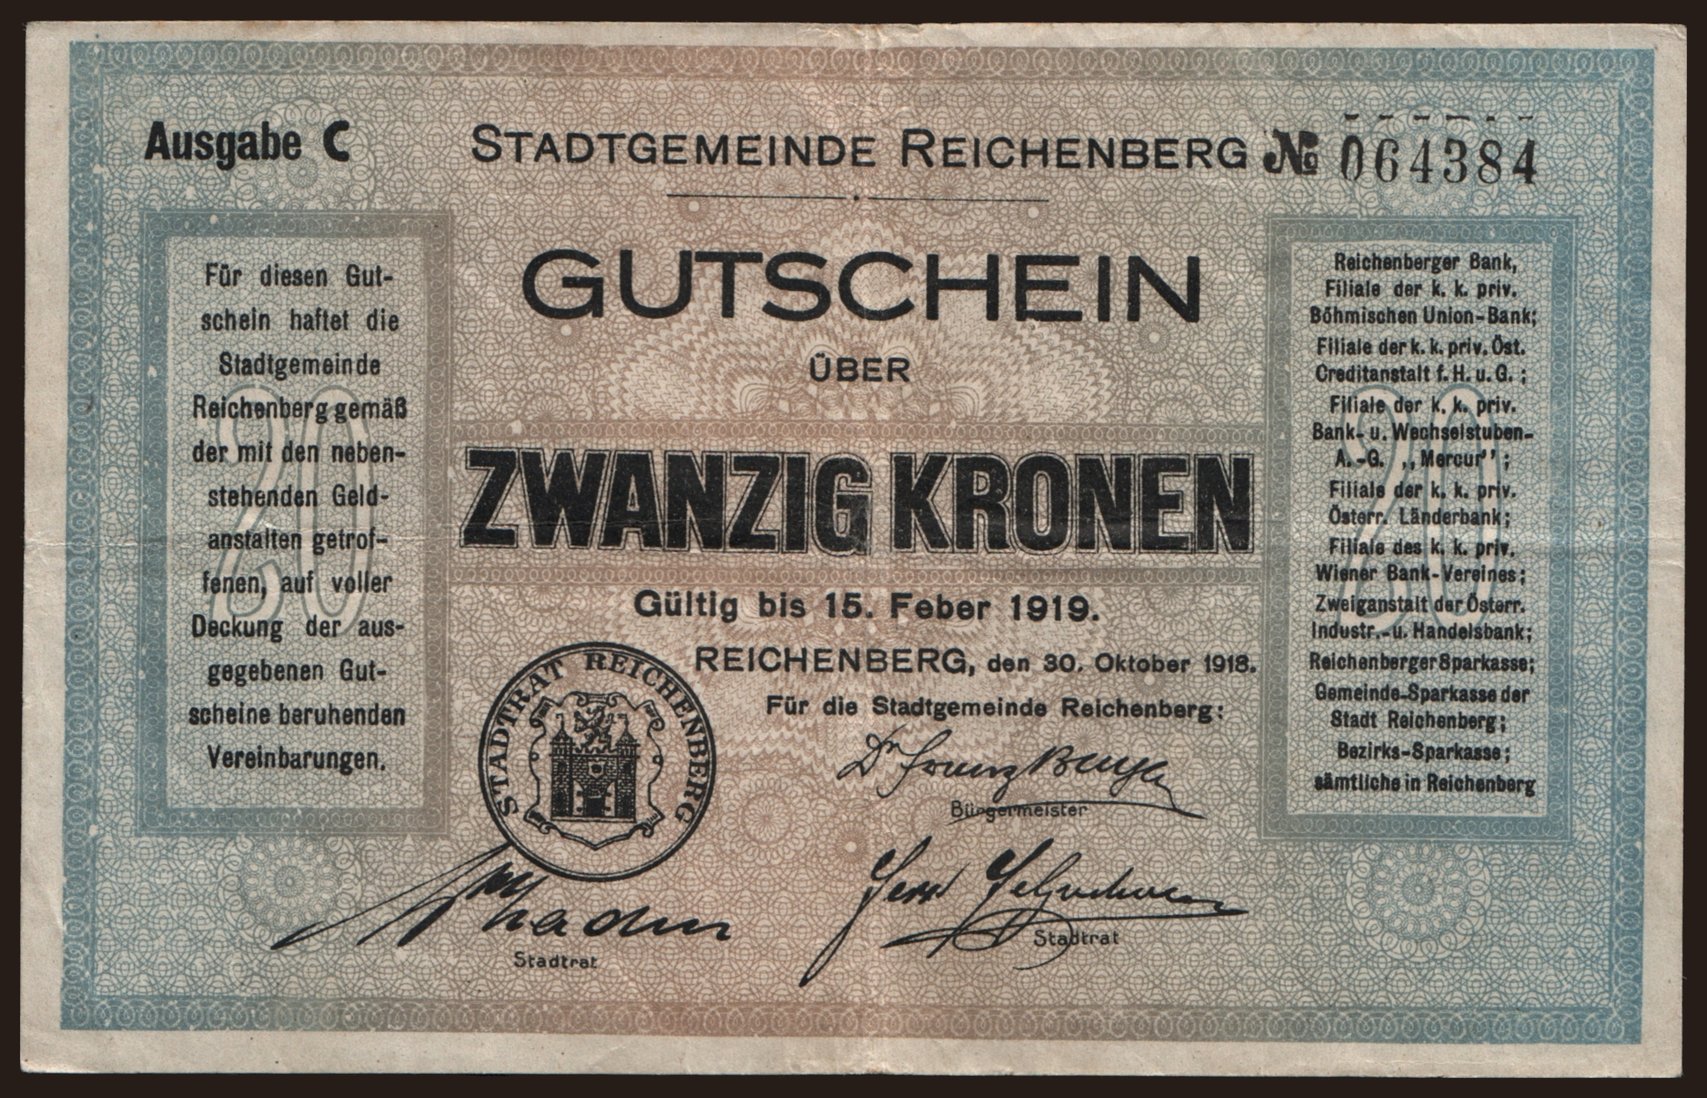 Ausgabe C
STADTGEMEINDE REICHENBERG № 064384
Für diesen Gut-
schein haftet die
Stadtgemeinde
Reichenberg gemäß
der mit den neben-
stehenden Geld-
anstalten getrof-
fenen, auf voller
Deckung der aus-
gegebenen Gut-
scheine beruhenden
Vereinbarungen.
20
GUTSCHEIN
ÜBER
ZWANZIG KRONEN
Gültig bis 15. Feber 1919.
REICHENBERG, den 30. Oktober 1918.
Für die Stadtgemeinde Reichenberg:
STADTRAT REICHENBERG
Dr Franz Bayer
Bürgermeister
Stadtrat
Stadtrat
Reichenberger Bank,
Filiale der k. k. priv.
Böhmischen Union-Bank;
Filiale der k. k. priv. Öst.
Creditanstalt f. H. u. G. ;
Filiale der k. k. priv.
Bank- u. Wechselstuben-
A.-G. „Mercur" ;
Filiale der k. k. priv.
Österr. Länderbank;
Filiale des k. k. priv.
Wiener Bank-Vereines;
Zweiganstalt der Österr.
Industr.-u. Handelsbank;
Reichenberger Sparkasse;
Gemeinde-Sparkasse der
Stadt Reichenberg;
Bezirks-Sparkasse;
sämtliche in Reichenberg
20